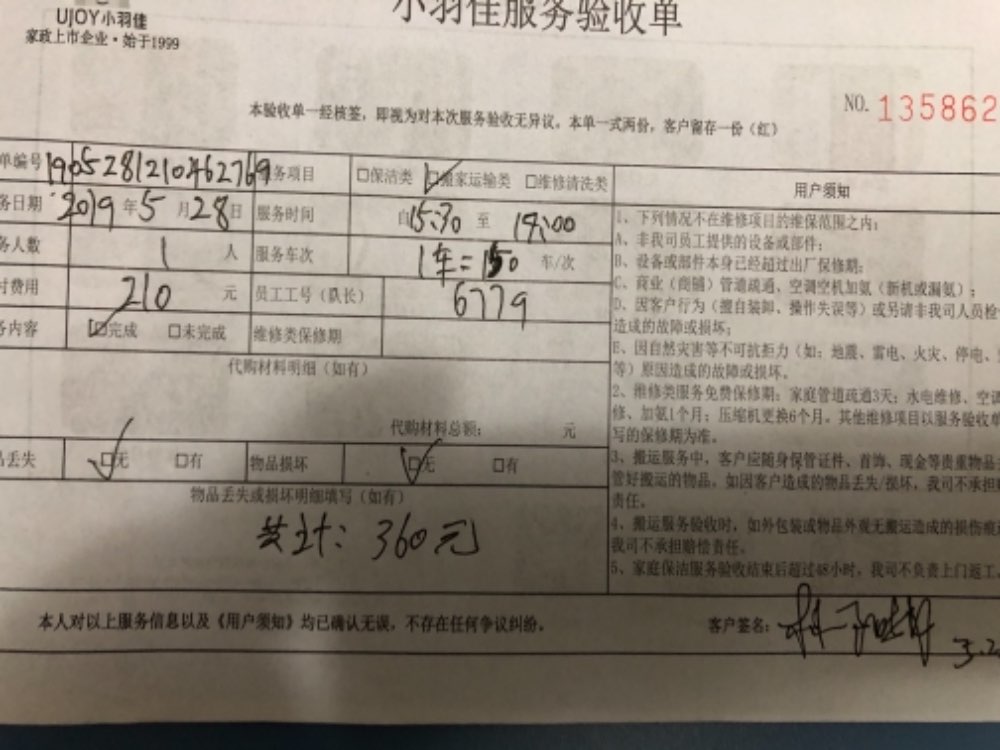 UJOY小羽佳
家政上市企业·始于1999
小羽佳服务验收单
NO. 135862
本验收单一经核签，即视为对本次服务验收无异议。本单一式两份，客户留存一份（红）
单编号 1905281210462769 务项目 □保洁类 ☑搬家运输类 □维修清洗类
务日期 2019 年 5 月 28 日 服务时间 自 15:30 至 19:00
务人数 1 人 服务车次 1车=150 车/次
付费用 210 元 员工工号（队长） 6779
务内容 ☑完成 □未完成 维修类保修期
代购材料明细（如有）
代购材料总额： 元
品丢失 ☑无 □有 物品损坏 ☑无 □有
物品丢失或损坏明细填写（如有）
共计：360元
用户须知
1、下列情况不在维修项目的维保范围之内：
A、非我司员工提供的设备或部件；
B、设备或部件本身已经超过出厂保修期；
C、商业（商铺）管道疏通、空调空机加氨（新机或漏氨）；
D、因客户行为（擅自装卸、操作失误等）或另请非我司人员检
造成的故障或损坏；
E、因自然灾害等不可抗拒力（如：地震、雷电、火灾、停电、
等）原因造成的故障或损坏。
2、维修类服务免费保修期：家庭管道疏通3天；水电维修、空调
修、加氨1个月；压缩机更换6个月。其他维修项目以服务验收单
写的保修期为准。
3、搬运服务中，客户应随身保管证件、首饰、现金等贵重物品
管好搬运的物品，如因客户造成的物品丢失/损坏，我司不承担
责任。
4、搬运服务验收时，如外包装或物品外观无搬运造成的损伤痕
我司不承担赔偿责任。
5、家庭保洁服务验收结束后超过48小时，我司不负责上门返工。
本人对以上服务信息以及《用户须知》均已确认无误，不存在任何争议纠纷。
客户签名：